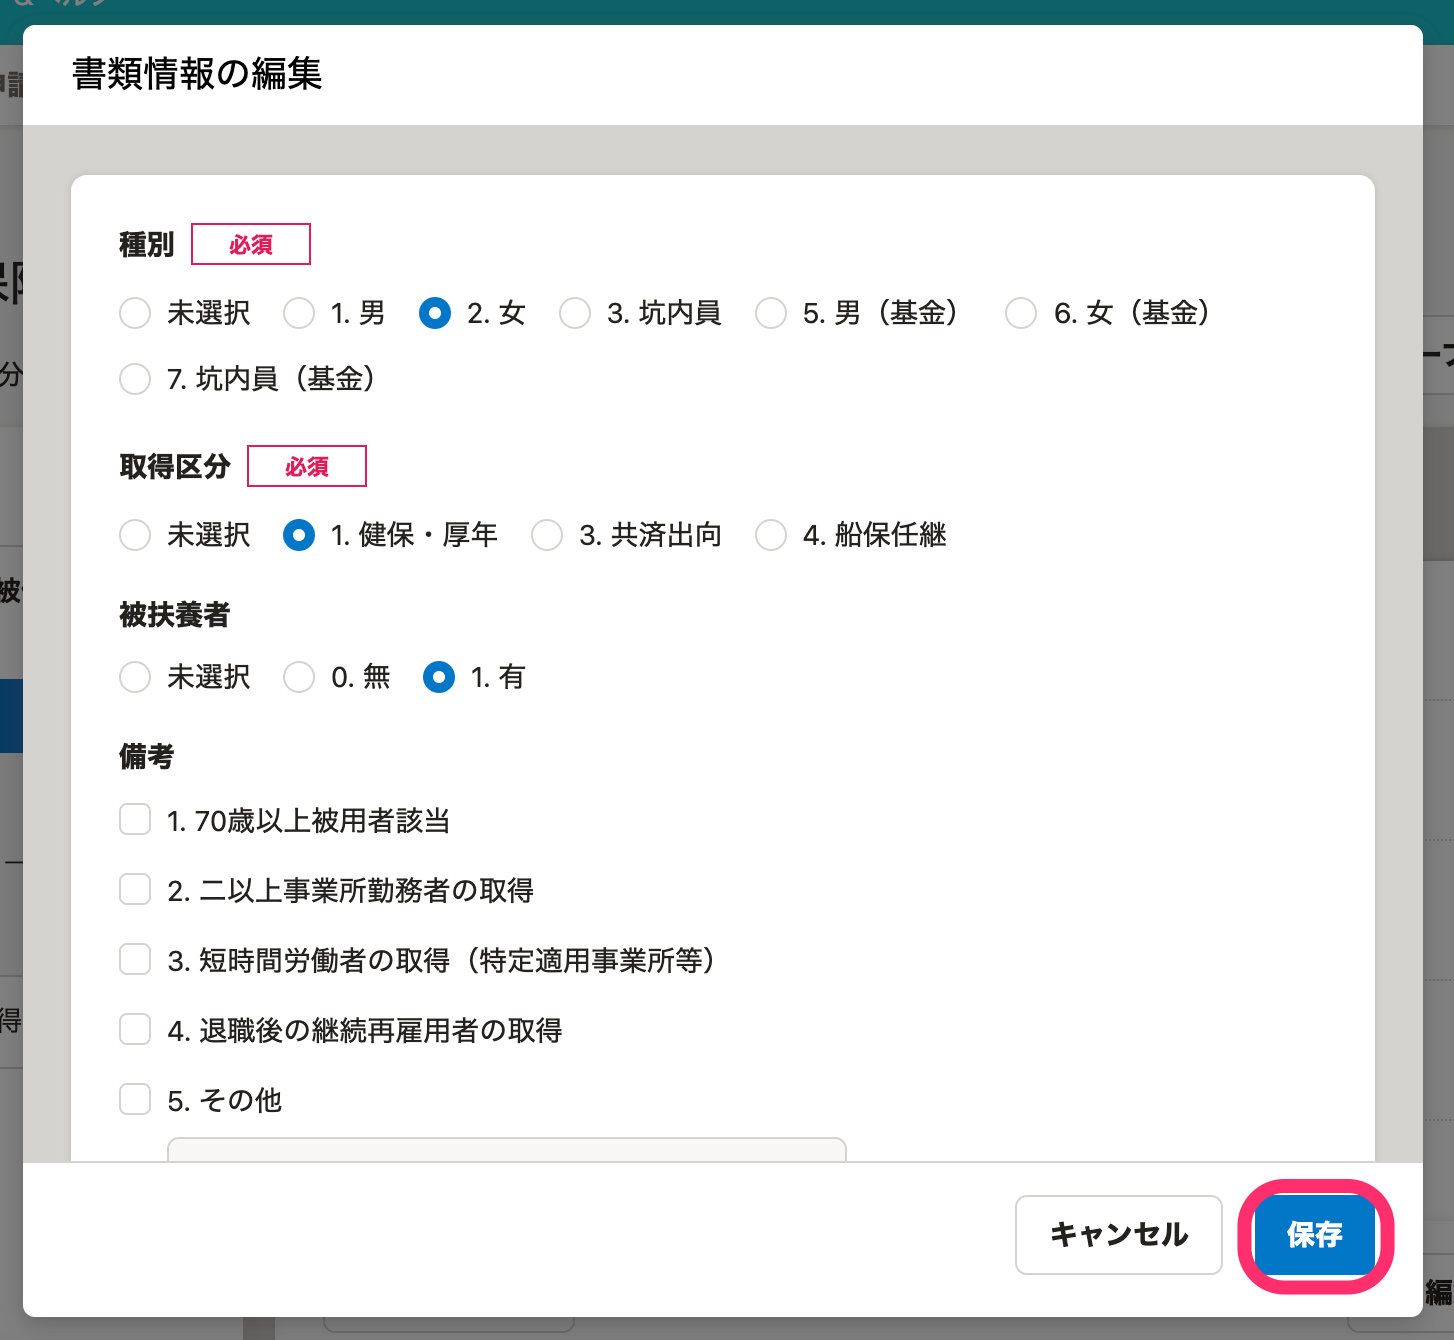 書類情報の編集
種別 必須
未選択 1. 男 2. 女 3. 坑内員 5. 男（基金） 6. 女（基金）
7. 坑内員（基金）
取得区分 必須
未選択 1. 健保・厚年 3. 共済出向 4. 船保任継
被扶養者
未選択 0. 無 1. 有
備考
1. 70歳以上被用者該当
2. 二以上事業所勤務者の取得
3. 短時間労働者の取得（特定適用事業所等）
4. 退職後の継続再雇用者の取得
5. その他
キャンセル 保存
分
被
得
編